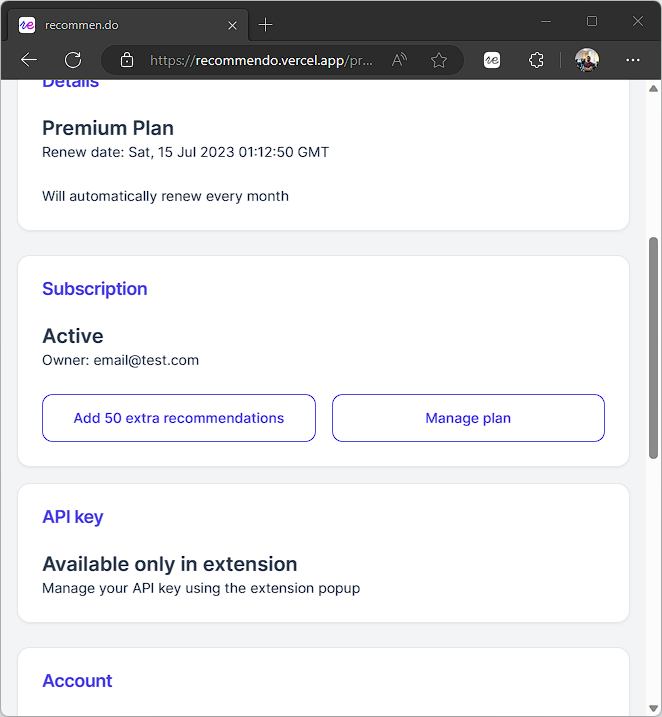 recommen.do
https://recommendo.vercel.app/pr...
Details
Premium Plan
Renew date: Sat, 15 Jul 2023 01:12:50 GMT
Will automatically renew every month
Subscription
Active
Owner: email@test.com
Add 50 extra recommendations
Manage plan
API key
Available only in extension
Manage your API key using the extension popup
Account